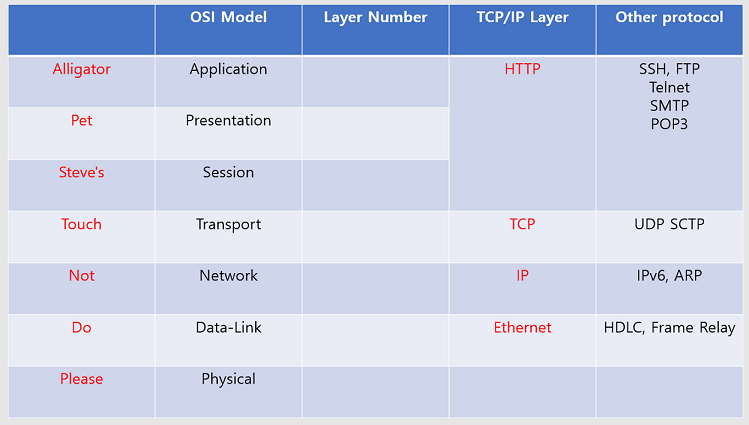 OSI Model Layer Number TCP/IP Layer Other protocol
Alligator Application HTTP SSH, FTP
Telnet
SMTP
POP3
Pet Presentation
Steve's Session
Touch Transport TCP UDP SCTP
Not Network IP IPv6, ARP
Do Data-Link Ethernet HDLC, Frame Relay
Please Physical